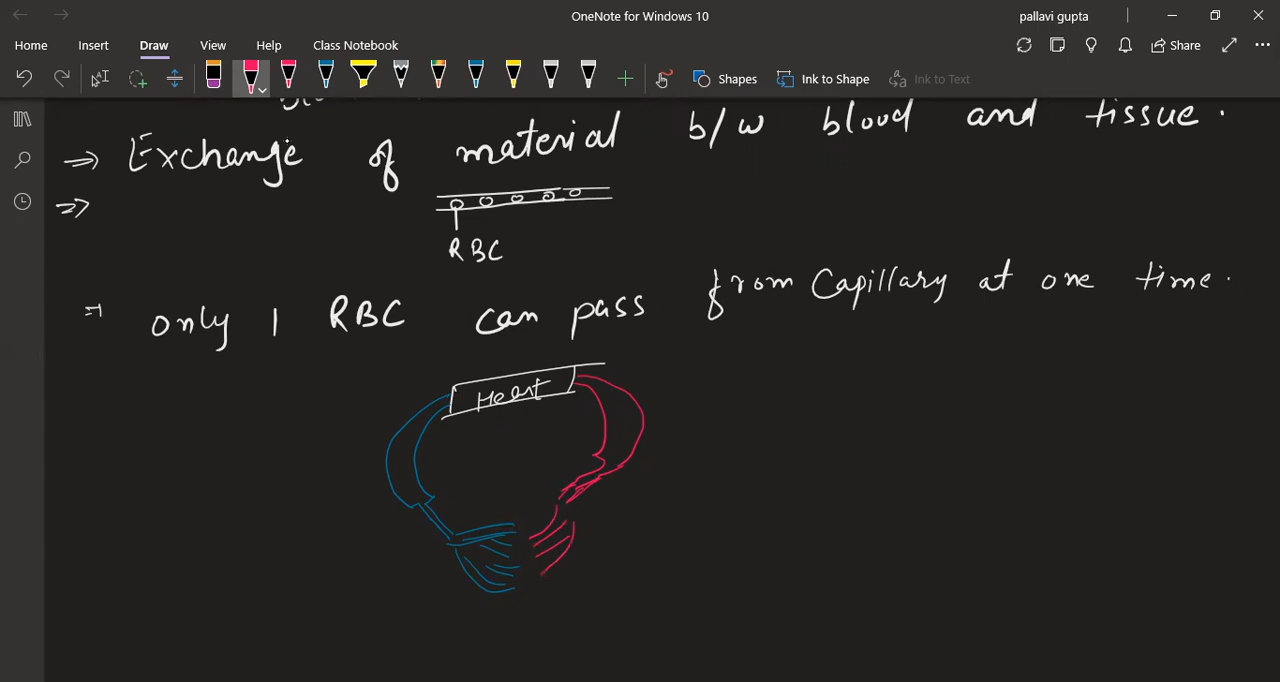 OneNote for Windows 10
pallavi gupta
Home Insert Draw View Help Class Notebook
Share
Shapes Ink to Shape Ink to Text
⇒ Exchange of material b/w blood and tissue.
⇒
RBC
⇒ only 1 RBC can pass from Capillary at one time.
Heart